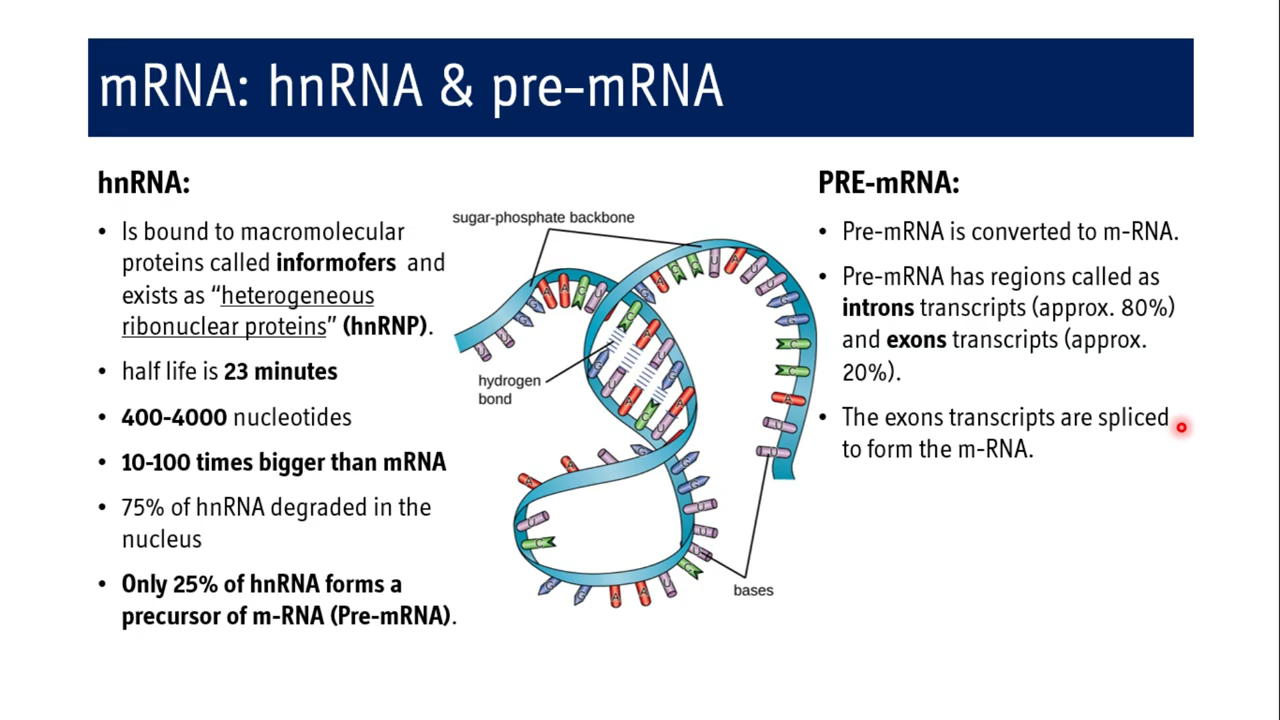 mRNA: hnRNA & pre-mRNA
hnRNA:
• Is bound to macromolecular
proteins called informofers and
exists as “heterogeneous
ribonuclear proteins” (hnRNP).
• half life is 23 minutes
• 400-4000 nucleotides
• 10-100 times bigger than mRNA
• 75% of hnRNA degraded in the
nucleus
• Only 25% of hnRNA forms a
precursor of m-RNA (Pre-mRNA).
sugar-phosphate backbone
hydrogen
bond
bases
PRE-mRNA:
• Pre-mRNA is converted to m-RNA.
• Pre-mRNA has regions called as
introns transcripts (approx. 80%)
and exons transcripts (approx.
20%).
• The exons transcripts are spliced
to form the m-RNA.